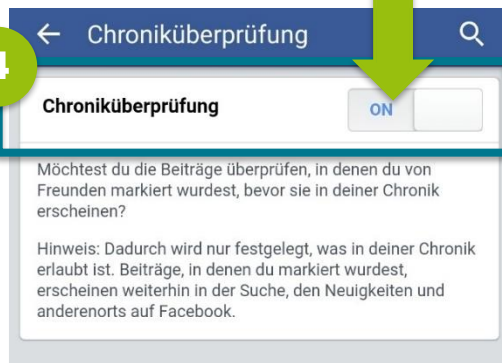 Chroniküberprüfung
4
Chroniküberprüfung ON
Möchtest du die Beiträge überprüfen, in denen du von
Freunden markiert wurdest, bevor sie in deiner Chronik
erscheinen?
Hinweis: Dadurch wird nur festgelegt, was in deiner Chronik
erlaubt ist. Beiträge, in denen du markiert wurdest,
erscheinen weiterhin in der Suche, den Neuigkeiten und
anderenorts auf Facebook.